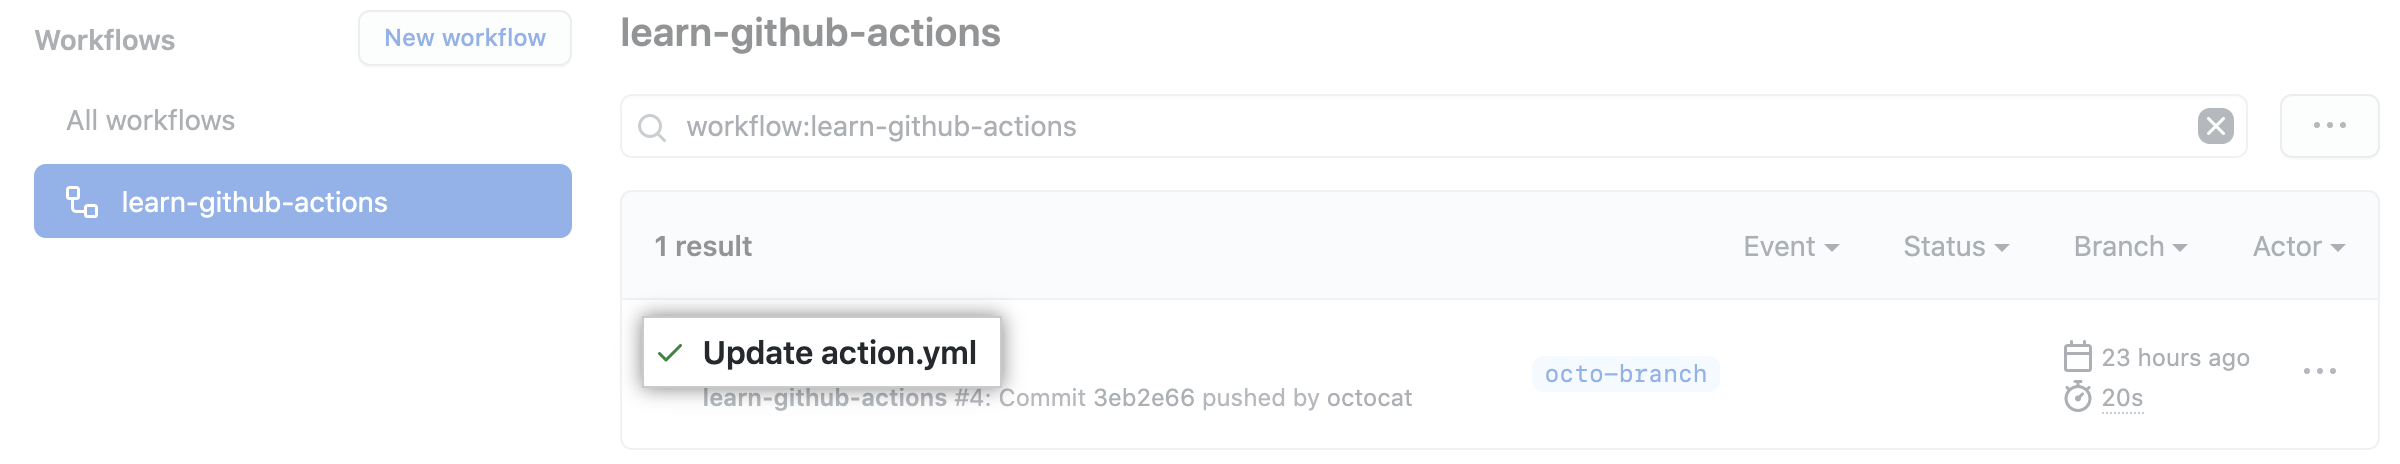 Workflows
New workflow
All workflows
learn-github-actions
learn-github-actions
workflow:learn-github-actions
1 result
Event
Status
Branch
Actor
Update action.yml
learn-github-actions #4: Commit 3eb2e66 pushed by octocat
octo-branch
23 hours ago
20s